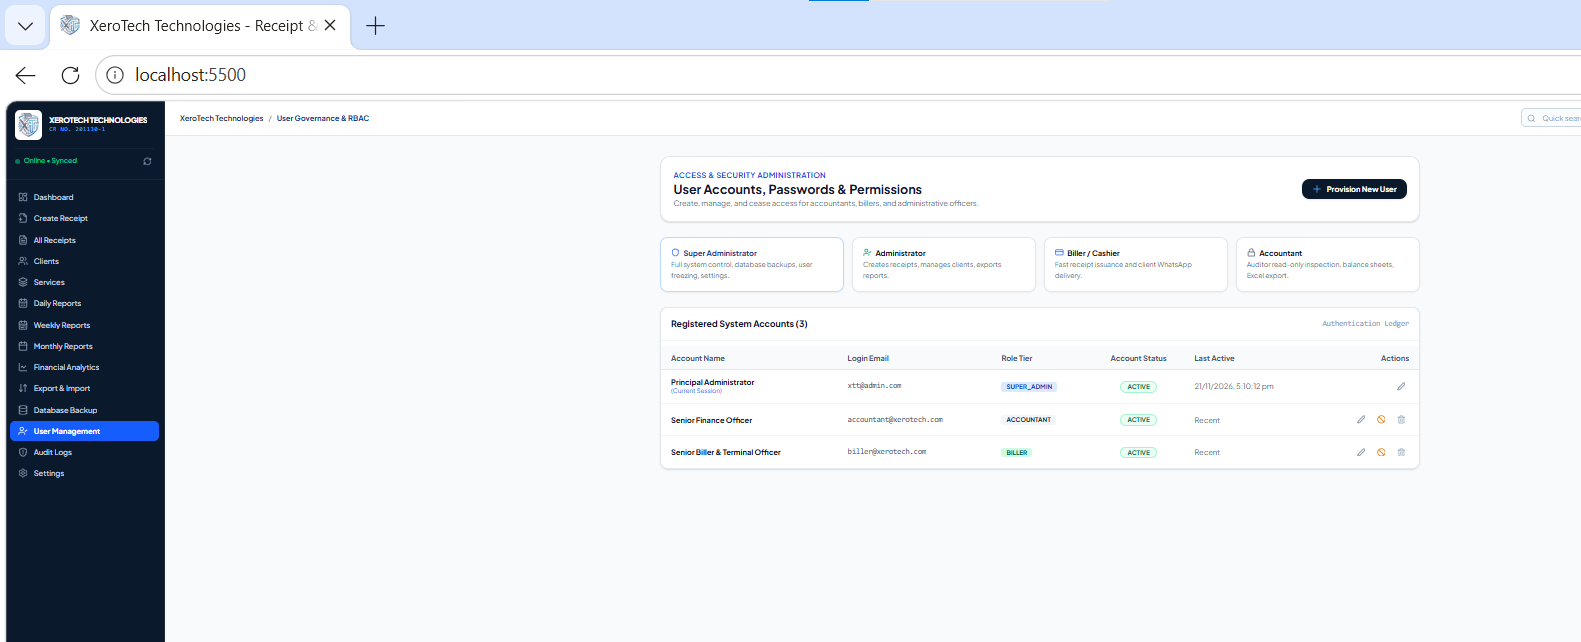 XeroTech Technologies - Receipt &
localhost:5500
XEROTECH TECHNOLOGIES
CR NO. 201130-1
Online • Synced
Dashboard
Create Receipt
All Receipts
Clients
Services
Daily Reports
Weekly Reports
Monthly Reports
Financial Analytics
Export & Import
Database Backup
User Management
Audit Logs
Settings
XeroTech Technologies / User Governance & RBAC
Quick sear
ACCESS & SECURITY ADMINISTRATION
User Accounts, Passwords & Permissions
Create, manage, and cease access for accountants, billers, and administrative officers.
Provision New User
Super Administrator
Full system control, database backups, user
freezing, settings.
Administrator
Creates receipts, manages clients, exports
reports.
Biller / Cashier
Fast receipt issuance and client WhatsApp
delivery.
Accountant
Auditor read-only inspection, balance sheets,
Excel export.
Registered System Accounts (3)
Authentication Ledger
Account Name Login Email Role Tier Account Status Last Active Actions
Principal Administrator
(Current Session)
xtt@admin.com SUPER_ADMIN ACTIVE 21/11/2026, 5:10:12 pm
Senior Finance Officer accountant@xerotech.com ACCOUNTANT ACTIVE Recent
Senior Biller & Terminal Officer biller@xerotech.com BILLER ACTIVE Recent